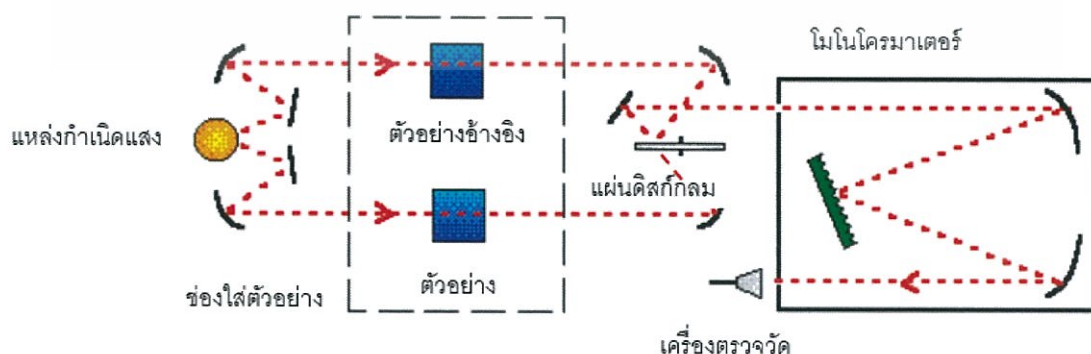 โมโนโครมาเตอร์
แหล่งกำเนิดแสง
ตัวอย่างอ้างอิง
แผ่นดิสก์กลม
ช่องใส่ตัวอย่าง
ตัวอย่าง
เครื่องตรวจวัด